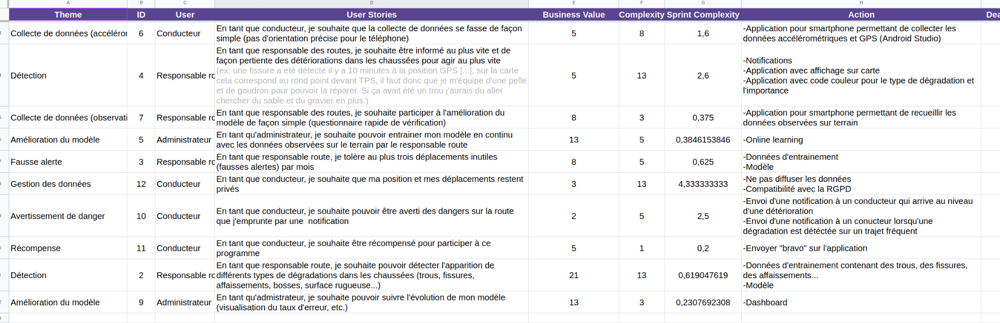 A B C D E F G H
Theme ID User User Stories Business Value Complexity Sprint Complexity Action
Collecte de données 6 Conducteur 5 8 1,6
En tant que conducteur, je souhaite que la collecte de données se fasse de façon
simple (pas d'orientation précise pour le téléphone)
-Application pour smartphone permettant de collecter les
données accélérométriques et GPS (Android Studio)
Détection 4 Responsable 5 13 2,6
En tant que responsable des routes, je souhaite être informé au plus vite et de
façon pertiente des détériorations dans les chaussées pour agir au plus vite
(ex: une fissure a été détecté il y a 10 minutes à la position GPS [...], sur la carte
cela correspond au rond point devant TPS, il faut donc que je m'équipe d'une pelle
et de goudron pour pouvoir la réparer. Si ça avait été un trou j'aurais du aller
chercher du sable et du gravier en plus.)
-Notifications
-Application avec affichage sur carte
-Application avec code couleur pour le type de dégradation et
l'importance
Collecte de données 7 Responsable 8 3 0,375
En tant que responsable des routes, je souhaite participer à l'amélioration du
modèle de façon simple (questionnaire rapide de vérification)
-Application pour smartphone permettant de recueillir les
données observées sur terrain
Amélioration du modèle 5 Administrateur 13 5 0,3846153846
En tant qu'administrateur, je souhaite pouvoir entrainer mon modèle en continu
avec les données observées sur le terrain par le responsable route
-Online learning
Fausse alerte 3 Responsable 8 5 0,625
En tant que responsable route, je tolère au plus trois déplacements inutiles
(fausses alertes) par mois
-Données d'entrainement
-Modèle
Gestion des données 12 Conducteur 3 13 4,333333333
En tant que conducteur, je souhaite que ma position et mes déplacements restent
privés
-Ne pas diffuser les données
-Compatibilité avec la RGPD
Avertissement de danger 10 Conducteur 2 5 2,5
En tant que conducteur, je souhaite pouvoir être averti des dangers sur la route
que j'emprunte par une  notification
-Envoi d'une notification à un conducteur qui arrive au niveau
d'une détérioration
-Envoi d'une notification à un conucteur lorsqu'une
dégradation est détéctée sur un trajet fréquent
Récompense 11 Conducteur 5 1 0,2
En tant que conducteur, je souhaite être récompensé pour participer à ce
programme
-Envoyer "bravo" sur l'application
Détection 2 Responsable 21 13 0,619047619
En tant que responsable route, je souhaite pouvoir détecter l'apparition de
différents types de dégradations dans les chaussées (trous, fissures,
affaissements, bosses, surface rugueuse...)
-Données d'entrainement contenant des trous, des fissures,
des affaissements...
-Modèle
Amélioration du modèle 9 Administrateur 13 3 0,2307692308
En tant qu'admistrateur, je souhaite pouvoir suivre l'évolution de mon modèle
(visualisation du taux d'erreur, etc.)
-Dashboard